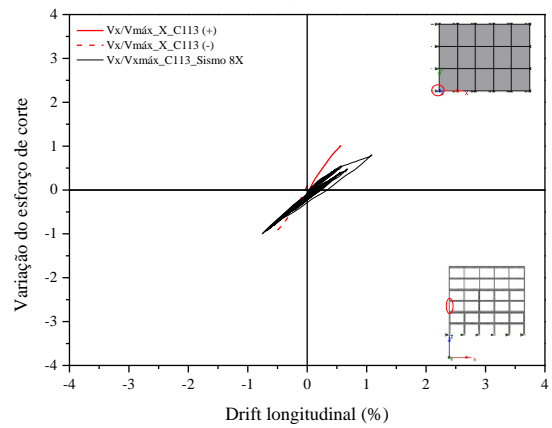 Vx/Vmáx_X_C113 (+)
Vx/Vmáx_X_C113 (-)
Vx/Vxmáx_C113_Sismo 8X
Variação do esforço de corte
4
3
2
1
0
-1
-2
-3
-4
-4 -3 -2 -1 0 1 2 3 4
Drift longitudinal (%)